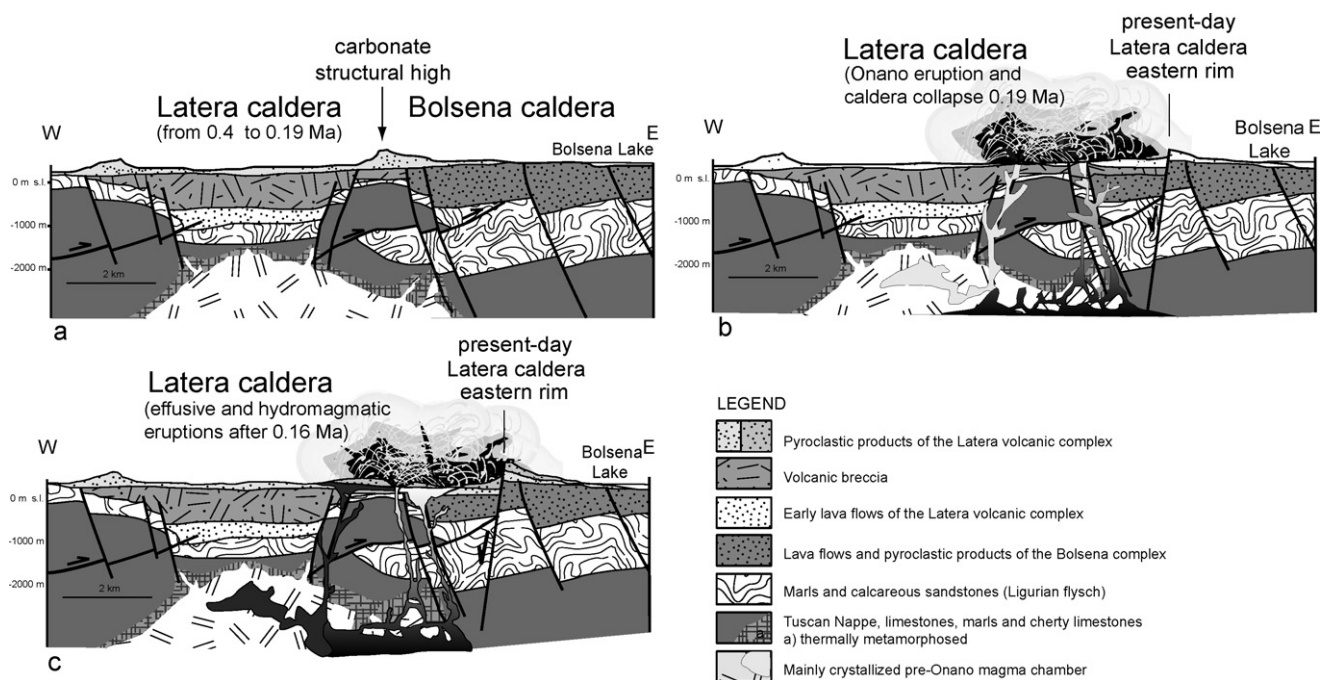 carbonate
structural high
Latera caldera
(from 0.4 to 0.19 Ma)
Bolsena caldera
W
E
Bolsena Lake
0 m s.l.
-1000 m
-2000 m
2 km
a
present-day
Latera caldera
eastern rim
Latera caldera
(Onano eruption and
caldera collapse 0.19 Ma)
W
Bolsena E
Lake
0 m s.l.
-1000 m
-2000 m
2 km
b
present-day
Latera caldera
eastern rim
Latera caldera
(effusive and hydromagmatic
eruptions after 0.16 Ma)
W
E
Bolsena
Lake
0 m s.l.
-1000 m
-2000 m
2 km
c
LEGEND
Pyroclastic products of the Latera volcanic complex
Volcanic breccia
Early lava flows of the Latera volcanic complex
Lava flows and pyroclastic products of the Bolsena complex
Marls and calcareous sandstones (Ligurian flysch)
Tuscan Nappe, limestones, marls and cherty limestones
a) thermally metamorphosed
a
Mainly crystallized pre-Onano magma chamber